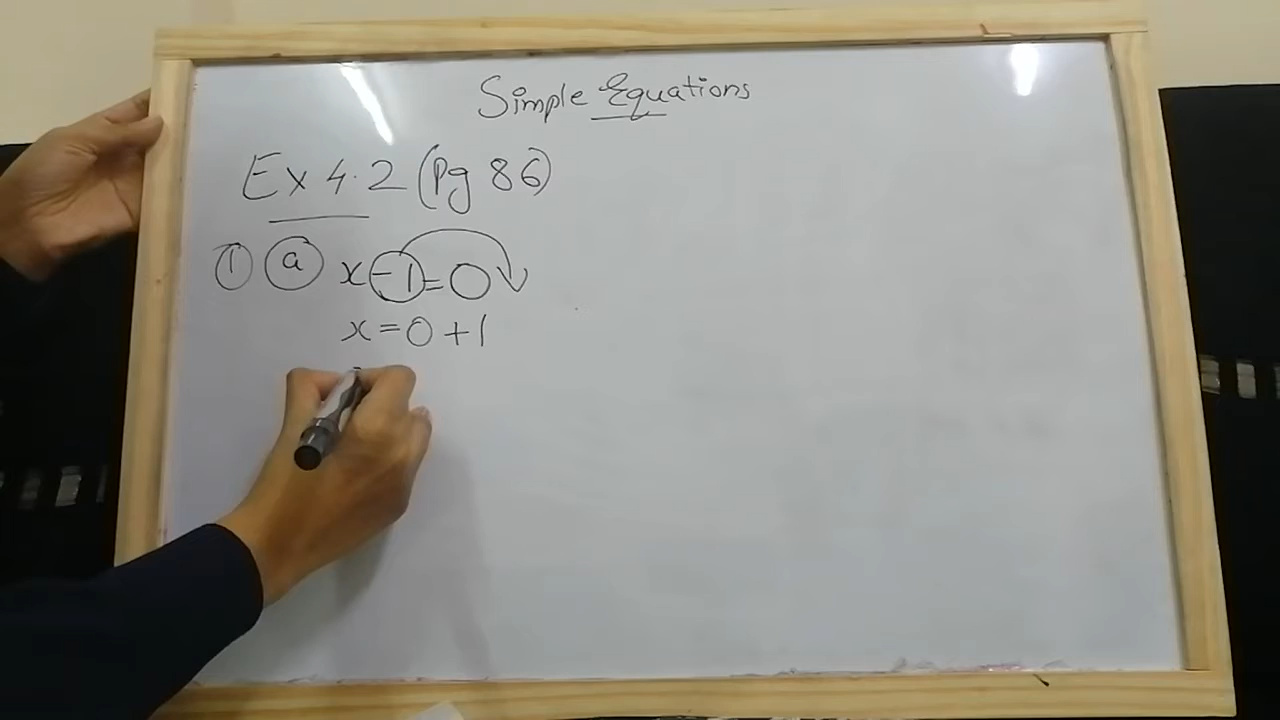 Simple Equations
Ex 4.2 (Pg 86)
1 a x-1=0
x=0+1